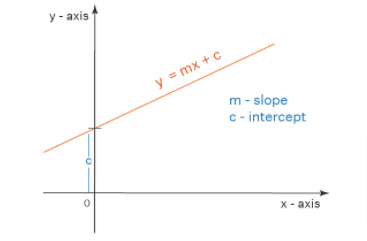 y - axis
y = mx + c
m - slope
c - intercept
c
0
x - axis